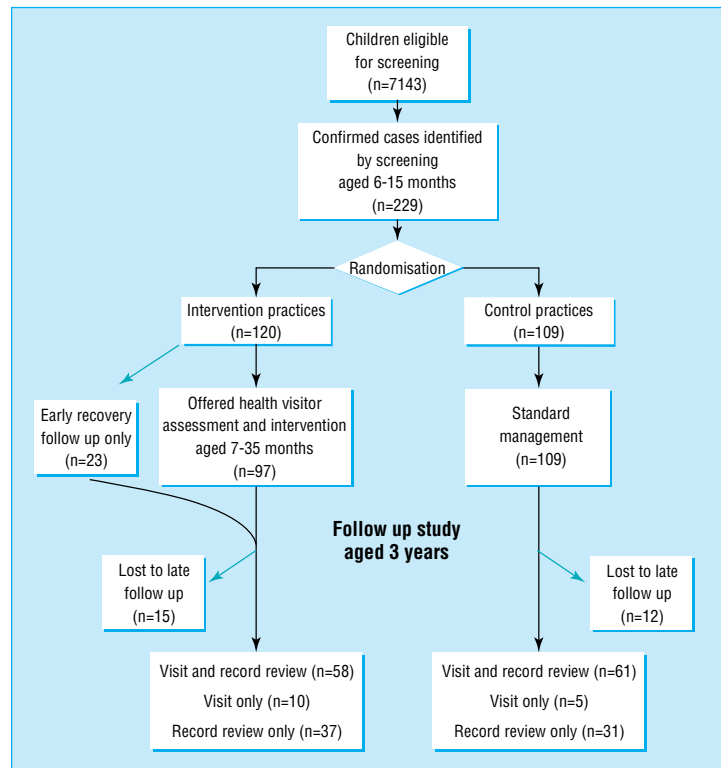 Children eligible
for screening
(n=7143)
Confirmed cases identified
by screening
aged 6-15 months
(n=229)
Randomisation
Intervention practices
(n=120)
Control practices
(n=109)
Early recovery
follow up only
(n=23)
Offered health visitor
assessment and intervention
aged 7-35 months
(n=97)
Standard
management
(n=109)
Follow up study
aged 3 years
Lost to late
follow up
(n=15)
Lost to late
follow up
(n=12)
Visit and record review (n=58)
Visit only (n=10)
Record review only (n=37)
Visit and record review (n=61)
Visit only (n=5)
Record review only (n=31)